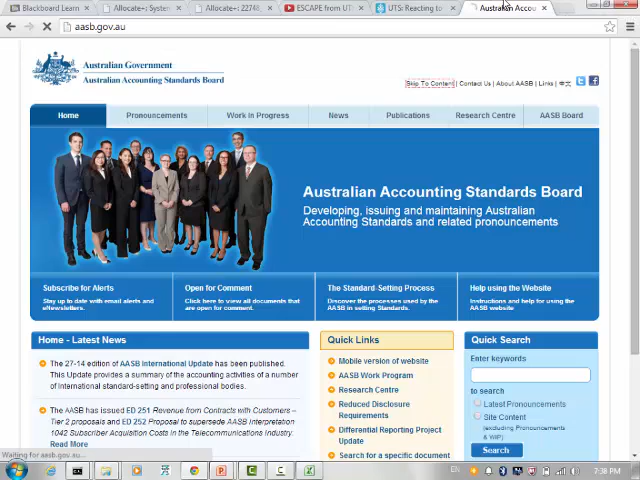 Blackboard Learn
Allocate+: System
Allocate+: 22748,
ESCAPE from UT
UTS: Reacting to
Australian Accou
aasb.gov.au
Australian Government
Australian Accounting Standards Board
Skip To Content | Contact Us | About AASB | Links | 中文
Home
Pronouncements
Work in Progress
News
Publications
Research Centre
AASB Board
Australian Accounting Standards Board
Developing, issuing and maintaining Australian
Accounting Standards and related pronouncements
Subscribe for Alerts
Stay up to date with email alerts and
eNewsletters.
Open for Comment
Click here to view all documents that
are open for comment.
The Standard-Setting Process
Discover the processes used by the
AASB in setting Standards.
Help using the Website
Instructions and help for using the
AASB website
Home - Latest News
The 27-14 edition of AASB International Update has been published.
This Update provides a summary of the accounting activities of a
number of International standard-setting and professional bodies.
The AASB has issued ED 251 Revenue from Contracts with Customers –
Tier 2 proposals and ED 252 Proposal to supersede AASB Interpretation
1042 Subscriber Acquisition Costs in the Telecommunications Industry.
Read More
Quick Links
Mobile version of website
AASB Work Program
Research Centre
Reduced Disclosure
Requirements
Differential Reporting Project
Update
Search for a specific document
Quick Search
Enter keywords
to search
Latest Pronouncements
Site Content
(excluding Pronouncements
& WIP)
Search
Waiting for aasb.gov.au...
EN
7:38 PM